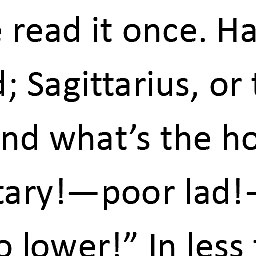 read it once. Ha
; Sagittarius, or
nd what’s the ho
tary!—poor lad!-
lower!” In less